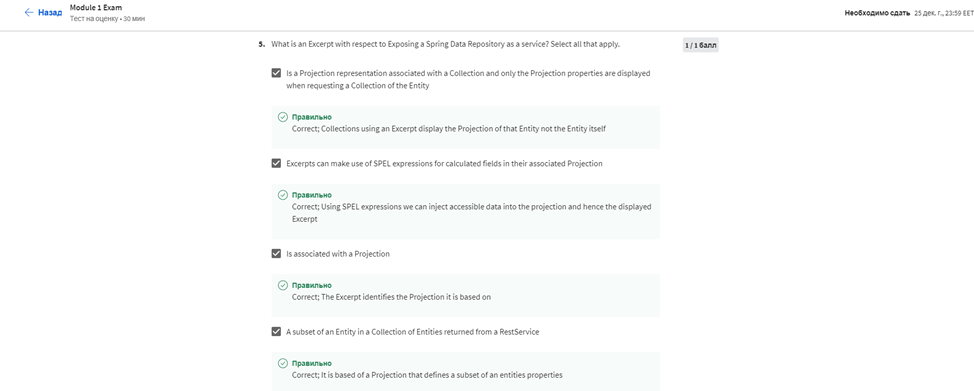 Назад
Module 1 Exam
Тест на оценку • 30 мин
Необходимо сдать 25 дек. г., 23:59 EET
5. What is an Excerpt with respect to Exposing a Spring Data Repository as a service? Select all that apply.
1 / 1 балл
Is a Projection representation associated with a Collection and only the Projection properties are displayed
when requesting a Collection of the Entity
Правильно
Correct; Collections using an Excerpt display the Projection of that Entity not the Entity itself
Excerpts can make use of SPEL expressions for calculated fields in their associated Projection
Правильно
Correct; Using SPEL expressions we can inject accessible data into the projection and hence the displayed
Excerpt
Is associated with a Projection
Правильно
Correct; The Excerpt identifies the Projection it is based on
A subset of an Entity in a Collection of Entities returned from a RestService
Правильно
Correct; It is based of a Projection that defines a subset of an entities properties